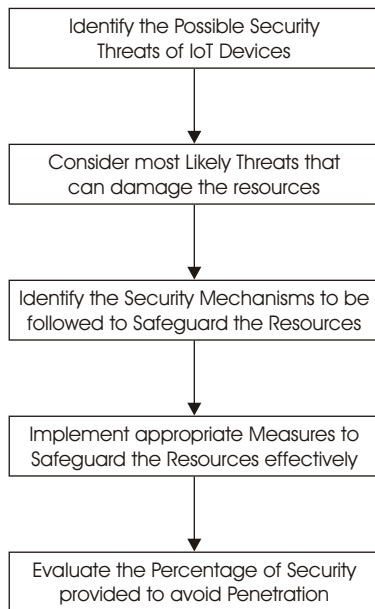 Identify the Possible Security
Threats of IoT Devices
Consider most Likely Threats that
can damage the resources
Identify the Security Mechanisms to be
followed to Safeguard the Resources
Implement appropriate Measures to
Safeguard the Resources effectively
Evaluate the Percentage of Security
provided to avoid Penetration